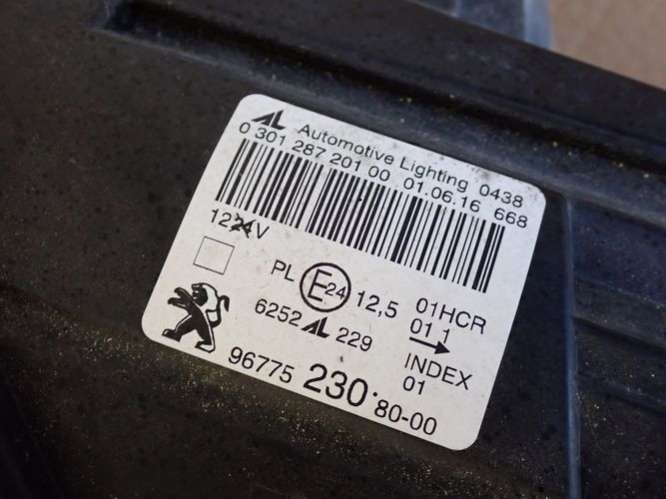 AL Automotive Lighting 0438
0 301 287 201 00 01.06.16 668
1224V
PL E24 12,5 01HCR
01 1
6252 AL 229
INDEX
01
96775 230 80-00